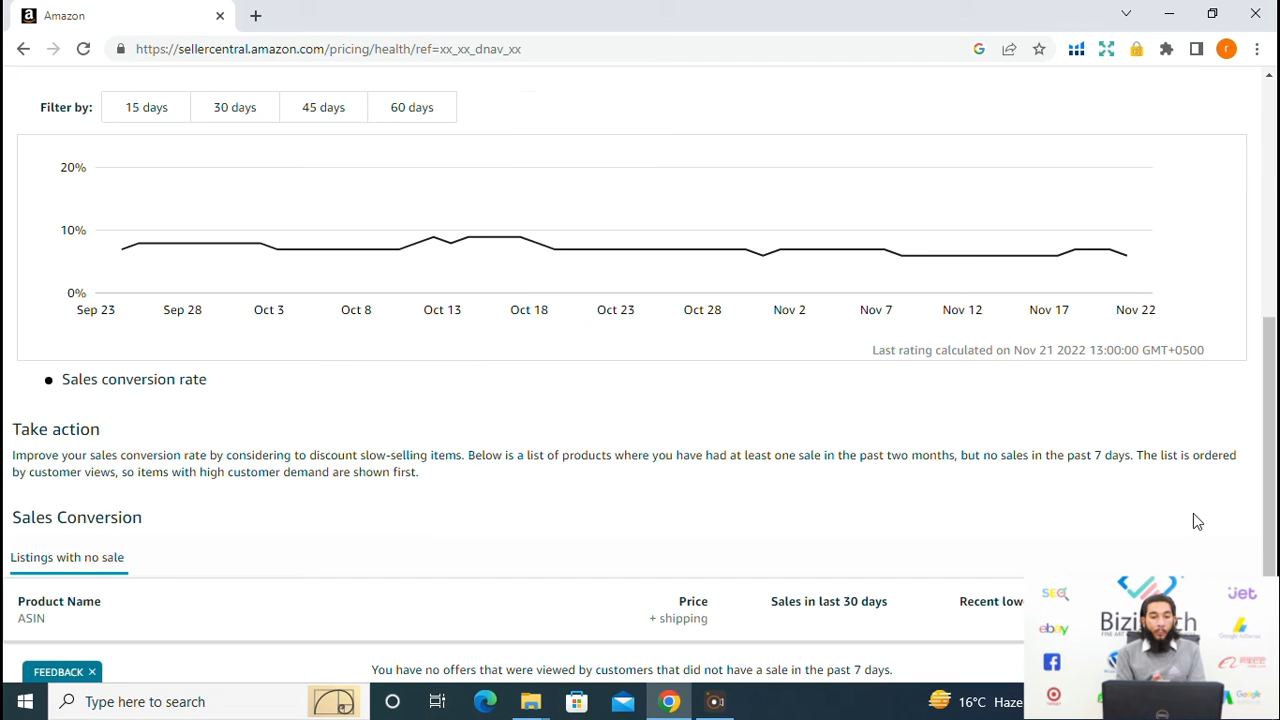 Amazon
https://sellercentral.amazon.com/pricing/health/ref=xx_xx_dnav_xx
Filter by: 15 days 30 days 45 days 60 days
20%
10%
0%
Sep 23 Sep 28 Oct 3 Oct 8 Oct 13 Oct 18 Oct 23 Oct 28 Nov 2 Nov 7 Nov 12 Nov 17 Nov 22
Last rating calculated on Nov 21 2022 13:00:00 GMT+0500
Sales conversion rate
Take action
Improve your sales conversion rate by considering to discount slow-selling items. Below is a list of products where you have had at least one sale in the past two months, but no sales in the past 7 days. The list is ordered
by customer views, so items with high customer demand are shown first.
Sales Conversion
Listings with no sale
Product Name Price Sales in last 30 days Recent low
ASIN + shipping
FEEDBACK
You have no offers that were viewed by customers that did not have a sale in the past 7 days.
Type here to search
16°C Haze
SEO
Jet
ebay